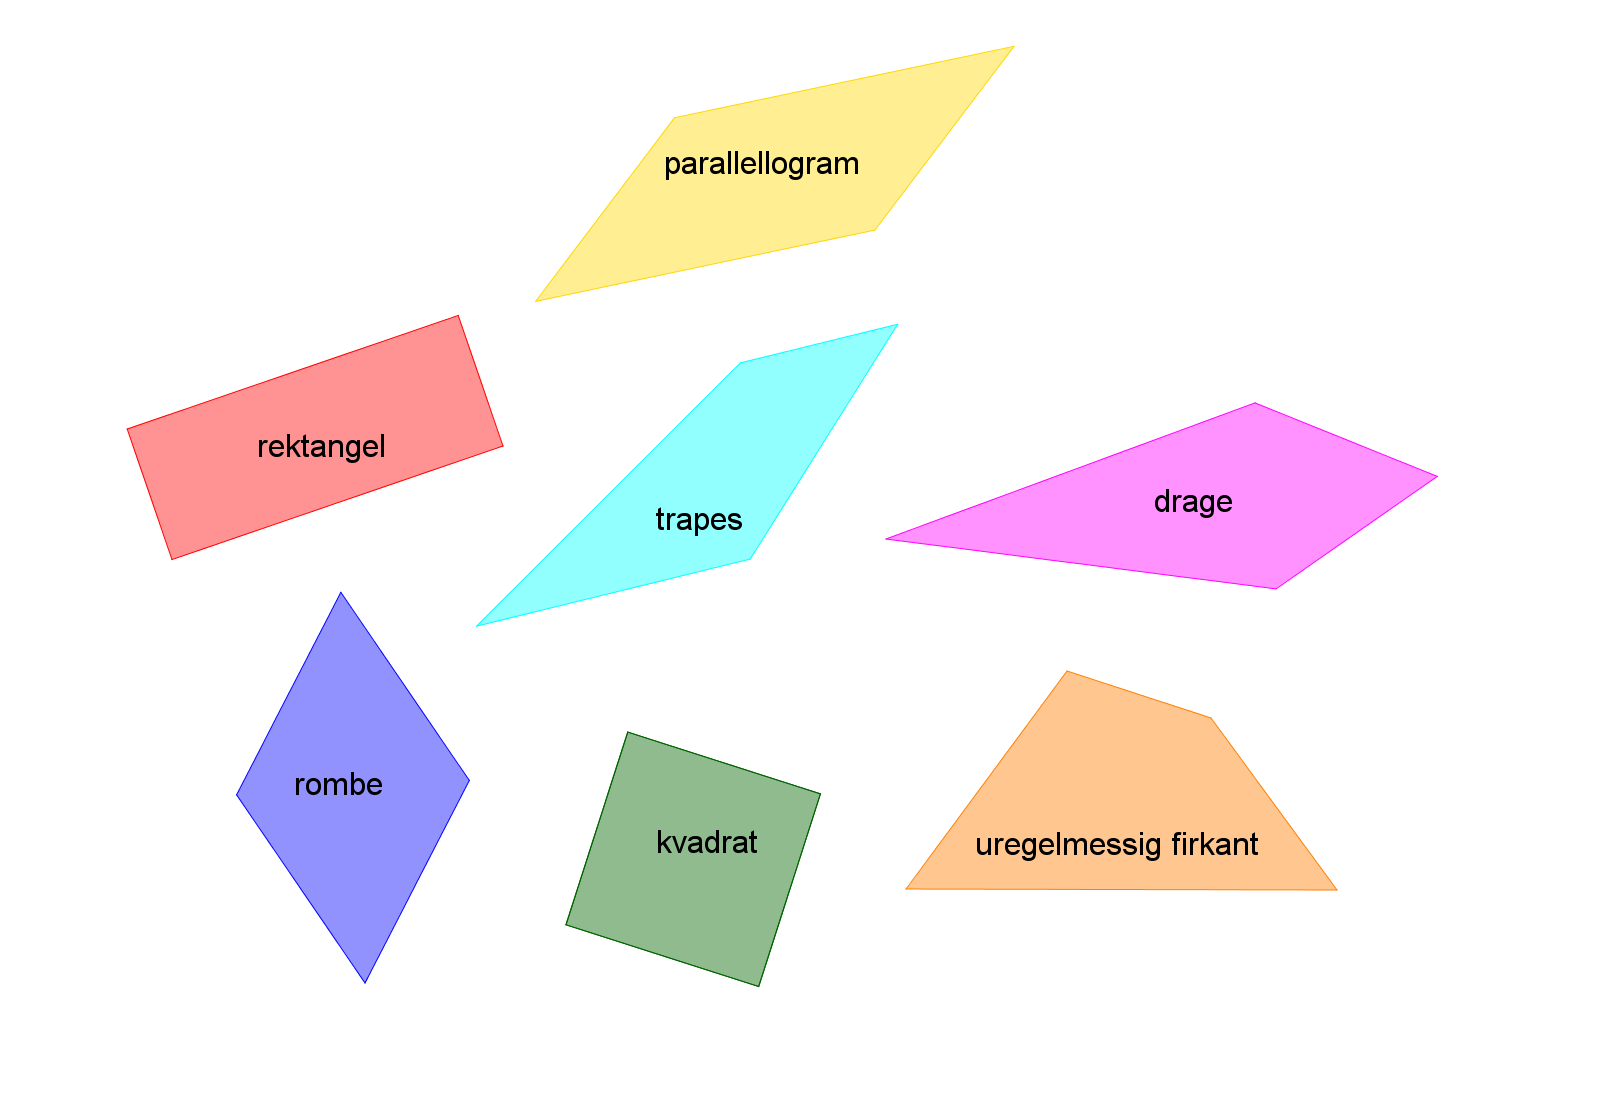 parallellogram
rektangel
trapes
drage
rombe
kvadrat
uregelmessig firkant